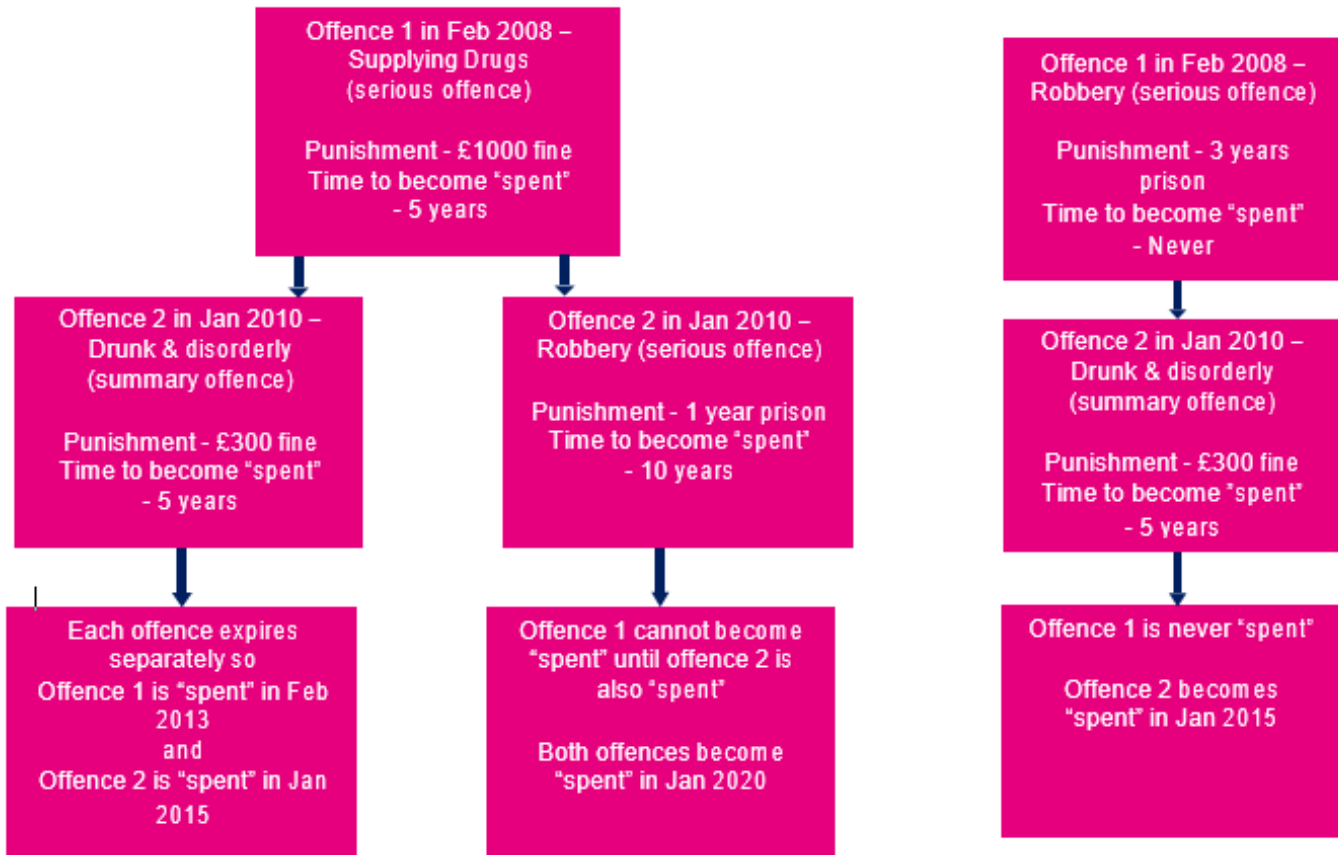 Offence 1 in Feb 2008 –
Supplying Drugs
(serious offence)
Punishment - £1000 fine
Time to become “spent”
- 5 years
Offence 2 in Jan 2010 –
Drunk & disorderly
(summary offence)
Punishment - £300 fine
Time to become “spent”
- 5 years
Each offence expires
separately so
Offence 1 is “spent” in Feb
2013
and
Offence 2 is “spent” in Jan
2015
Offence 2 in Jan 2010 –
Robbery (serious offence)
Punishment - 1 year prison
Time to become “spent”
- 10 years
Offence 1 cannot become
“spent” until offence 2 is
also “spent”
Both offences become
“spent” in Jan 2020
Offence 1 in Feb 2008 –
Robbery (serious offence)
Punishment - 3 years
prison
Time to become “spent”
- Never
Offence 2 in Jan 2010 –
Drunk & disorderly
(summary offence)
Punishment - £300 fine
Time to become “spent”
- 5 years
Offence 1 is never “spent”
Offence 2 becomes
“spent” in Jan 2015